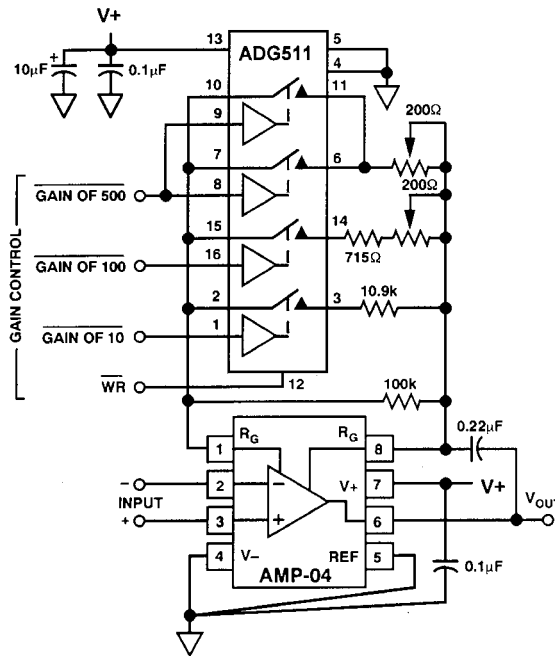 V+
10µF
+
0.1µF
13
ADG511
5
4
10
11
9
200Ω
7
6
GAIN OF 500
8
200Ω
GAIN CONTROL
15
14
GAIN OF 100
16
715Ω
2
3
10.9k
GAIN OF 10
1
WR
12
100k
0.22µF
1
RG
RG
8
−
2
−
V+
7
V+
INPUT
VOUT
+
3
+
6
4
V−
REF
5
AMP-04
0.1µF